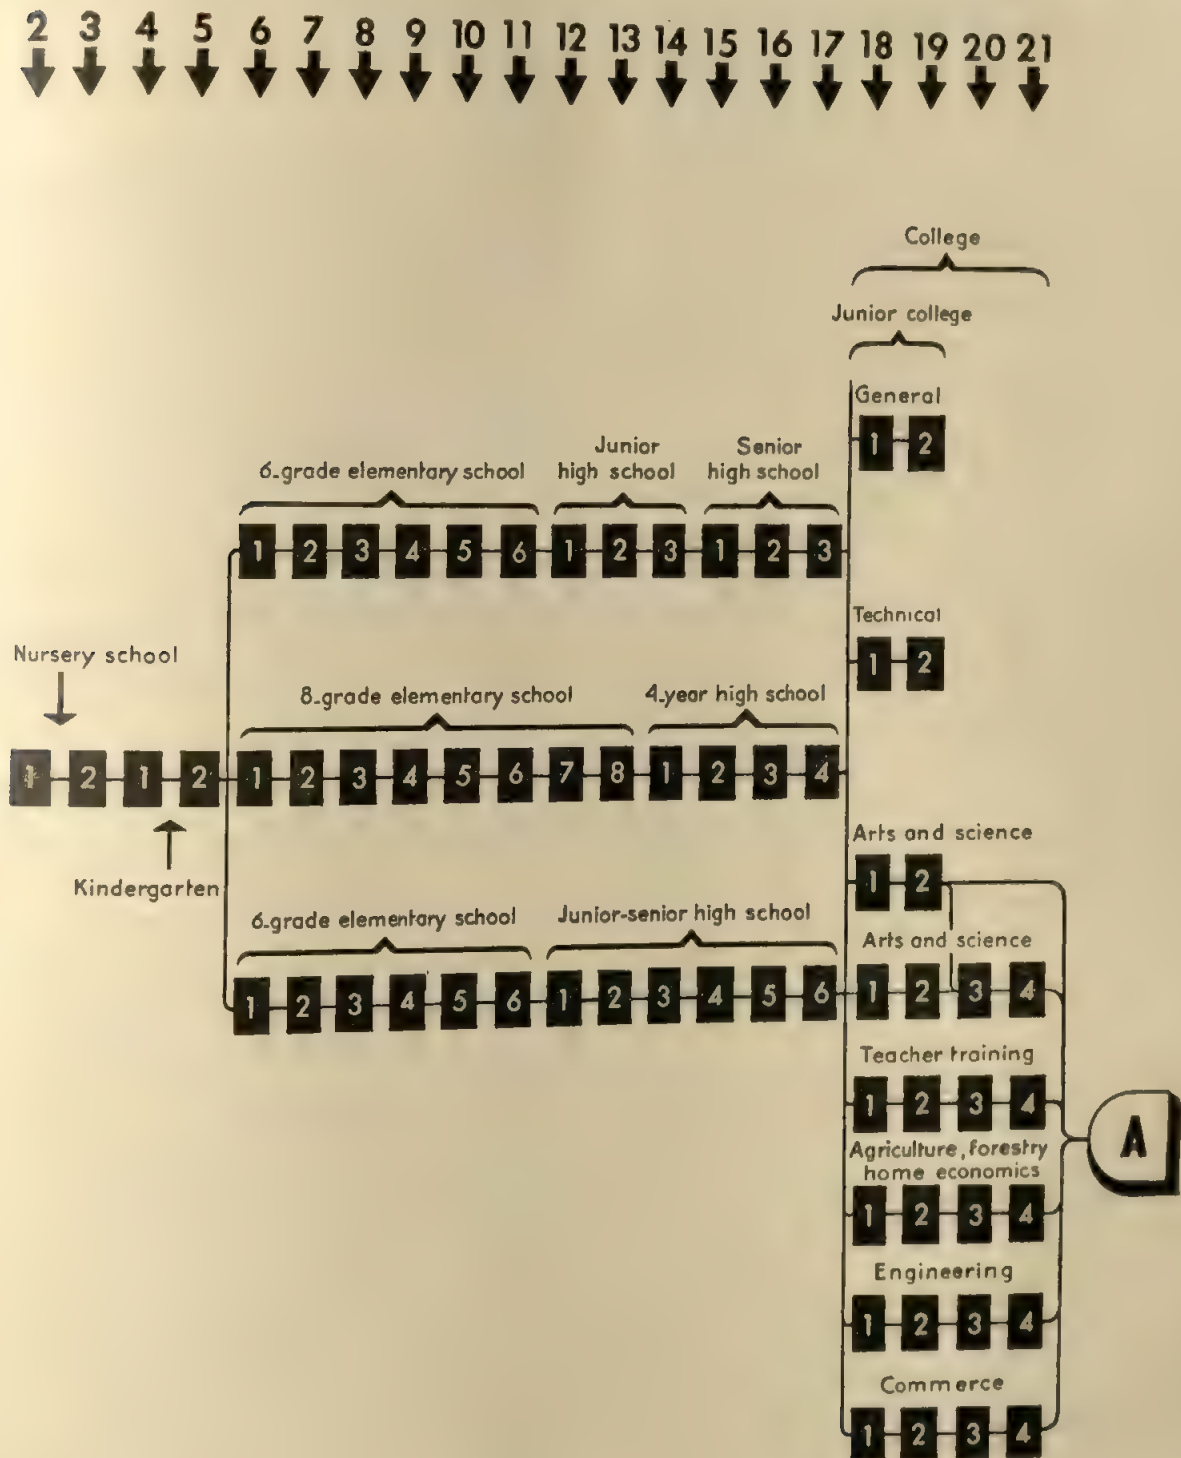 2 3 4 5 6 7 8 9 10 11 12 13 14 15 16 17 18 19 20 21
College
Junior college
General
1 2
6-grade elementary school
Junior
high school
Senior
high school
1 2 3 4 5 6 1 2 3 1 2 3
Technical
1 2
Nursery school
8-grade elementary school
4-year high school
1 2 1 2 1 2 3 4 5 6 7 8 1 2 3 4
Kindergarten
Arts and science
1 2
6-grade elementary school
Junior-senior high school
Arts and science
1 2 3 4 5 6 1 2 3 4 5 6 1 2 3 4
Teacher training
1 2 3 4
A
Agriculture, forestry
home economics
1 2 3 4
Engineering
1 2 3 4
Commerce
1 2 3 4